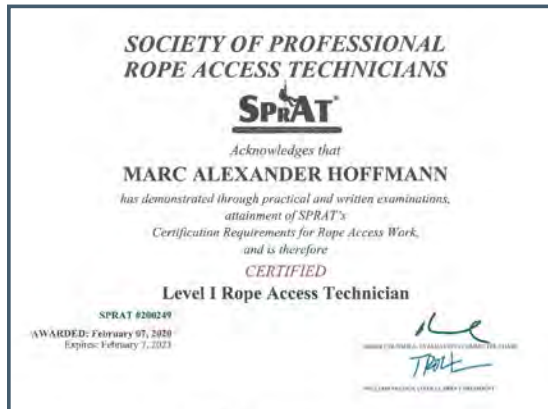 SOCIETY OF PROFESSIONAL
ROPE ACCESS TECHNICIANS
SPRAT
Acknowledges that
MARC ALEXANDER HOFFMANN
has demonstrated through practical and written examinations,
attainment of SPRAT's
Certification Requirements for Rope Access Work,
and is therefore
CERTIFIED
Level I Rope Access Technician
SPRAT #200249
AWARDED: February 07, 2020
Expires: February 7, 2023